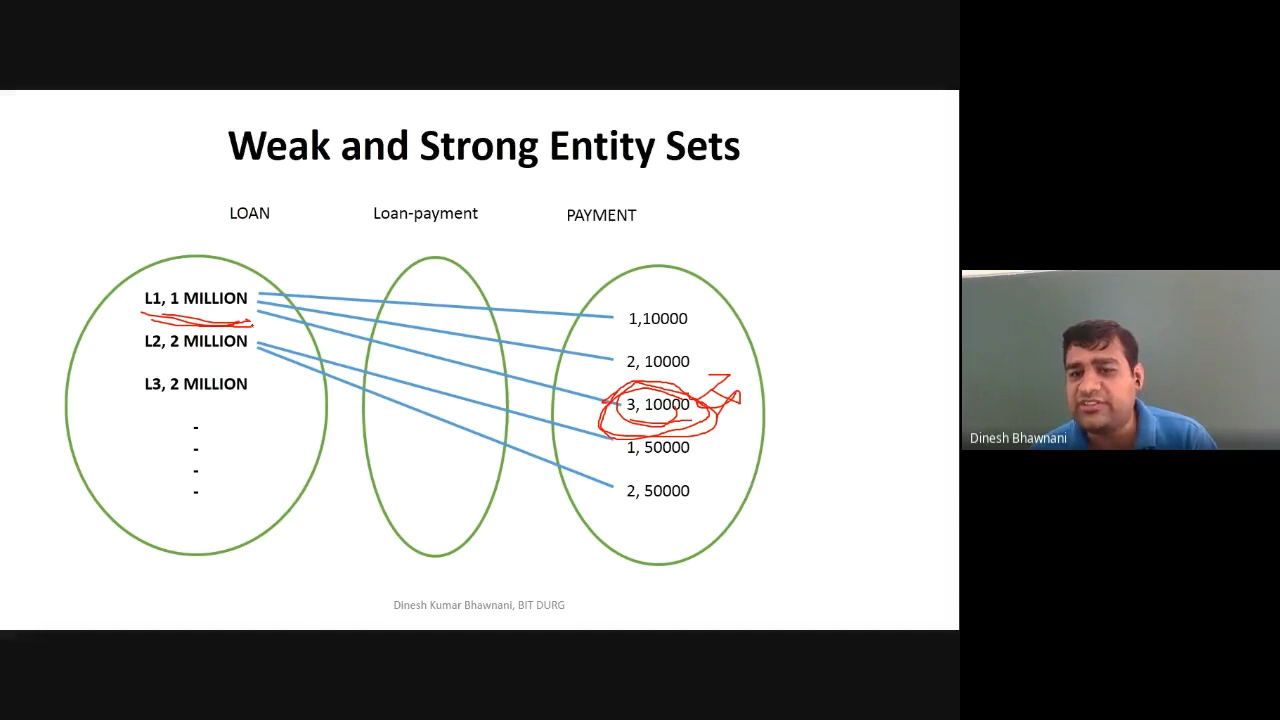 Weak and Strong Entity Sets
LOAN
Loan-payment
PAYMENT
L1, 1 MILLION
L2, 2 MILLION
L3, 2 MILLION
-
-
-
-
1,10000
2, 10000
3, 10000
1, 50000
2, 50000
Dinesh Kumar Bhawnani, BIT DURG
Dinesh Bhawnani